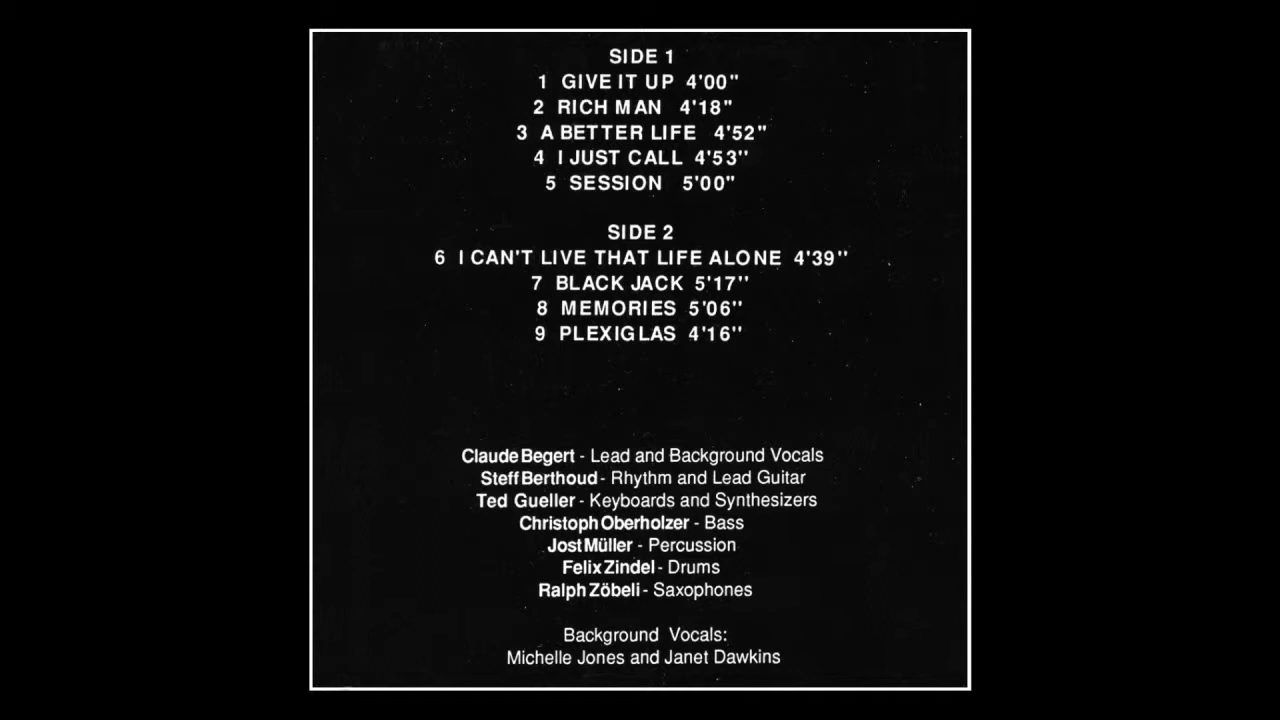 SIDE 1
1 GIVE IT UP 4'00"
2 RICH MAN 4'18"
3 A BETTER LIFE 4'52"
4 I JUST CALL 4'53''
5 SESSION 5'00"
SIDE 2
6 I CAN'T LIVE THAT LIFE ALONE 4'39''
7 BLACK JACK 5'17''
8 MEMORIES 5'06''
9 PLEXIGLAS 4'16''
Claude Begert - Lead and Background Vocals
Steff Berthoud - Rhythm and Lead Guitar
Ted Gueller - Keyboards and Synthesizers
Christoph Oberholzer - Bass
Jost Müller - Percussion
Felix Zindel - Drums
Ralph Zöbeli - Saxophones
Background Vocals:
Michelle Jones and Janet Dawkins